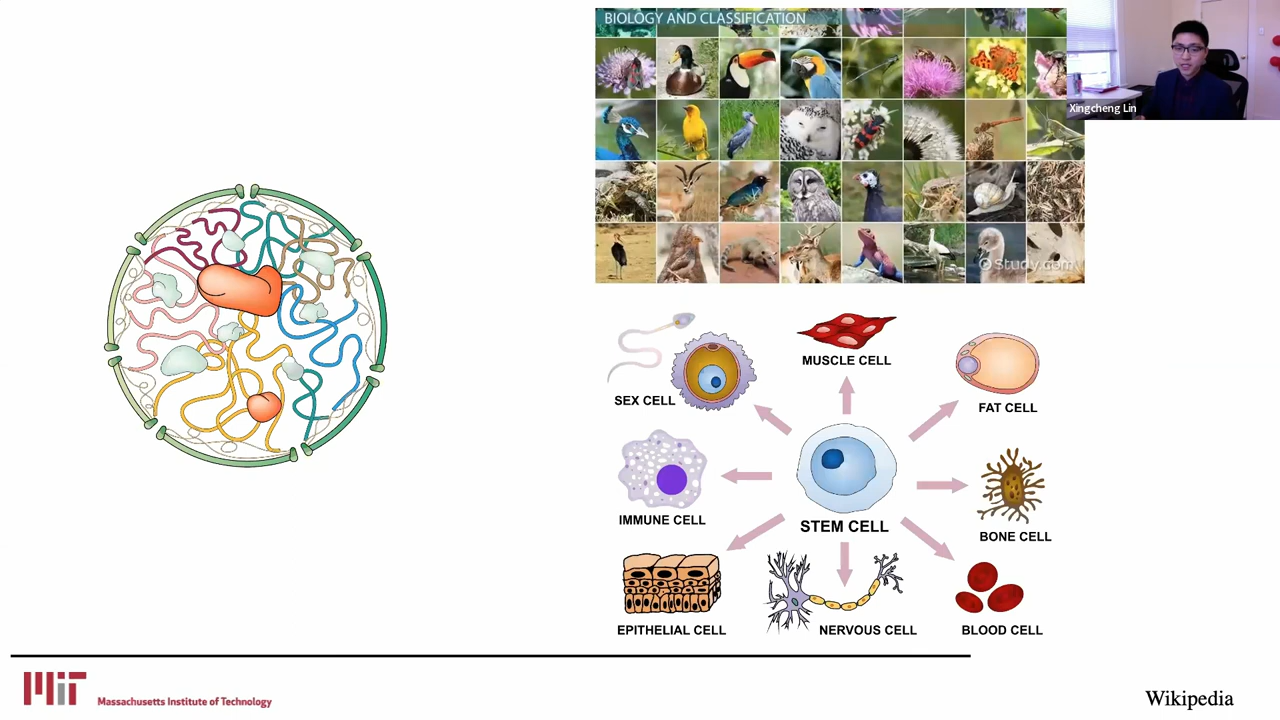 BIOLOGY AND CLASSIFICATION
Xingcheng Lin
© Study.com
MUSCLE CELL
SEX CELL
FAT CELL
IMMUNE CELL
STEM CELL
BONE CELL
EPITHELIAL CELL
NERVOUS CELL
BLOOD CELL
MIT
Massachusetts Institute of Technology
Wikipedia